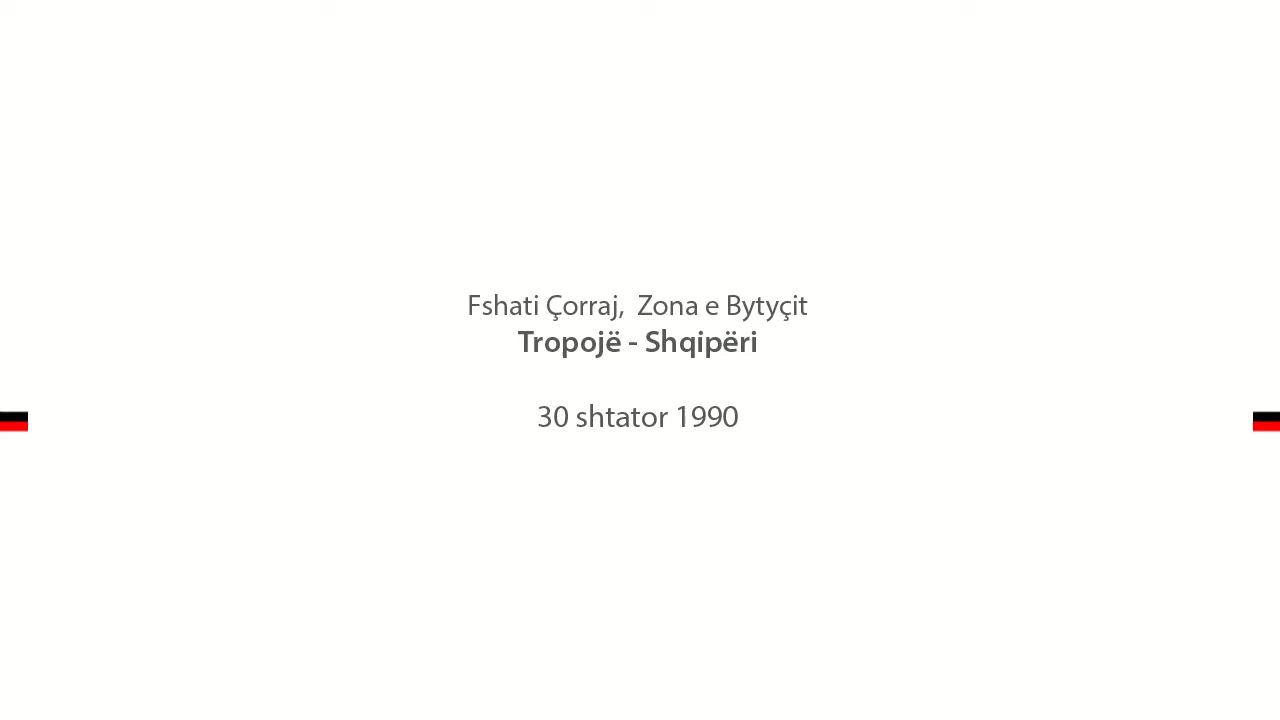 Fshati Çorraj,  Zona e Bytyçit
Tropojë - Shqipëri
30 shtator 1990